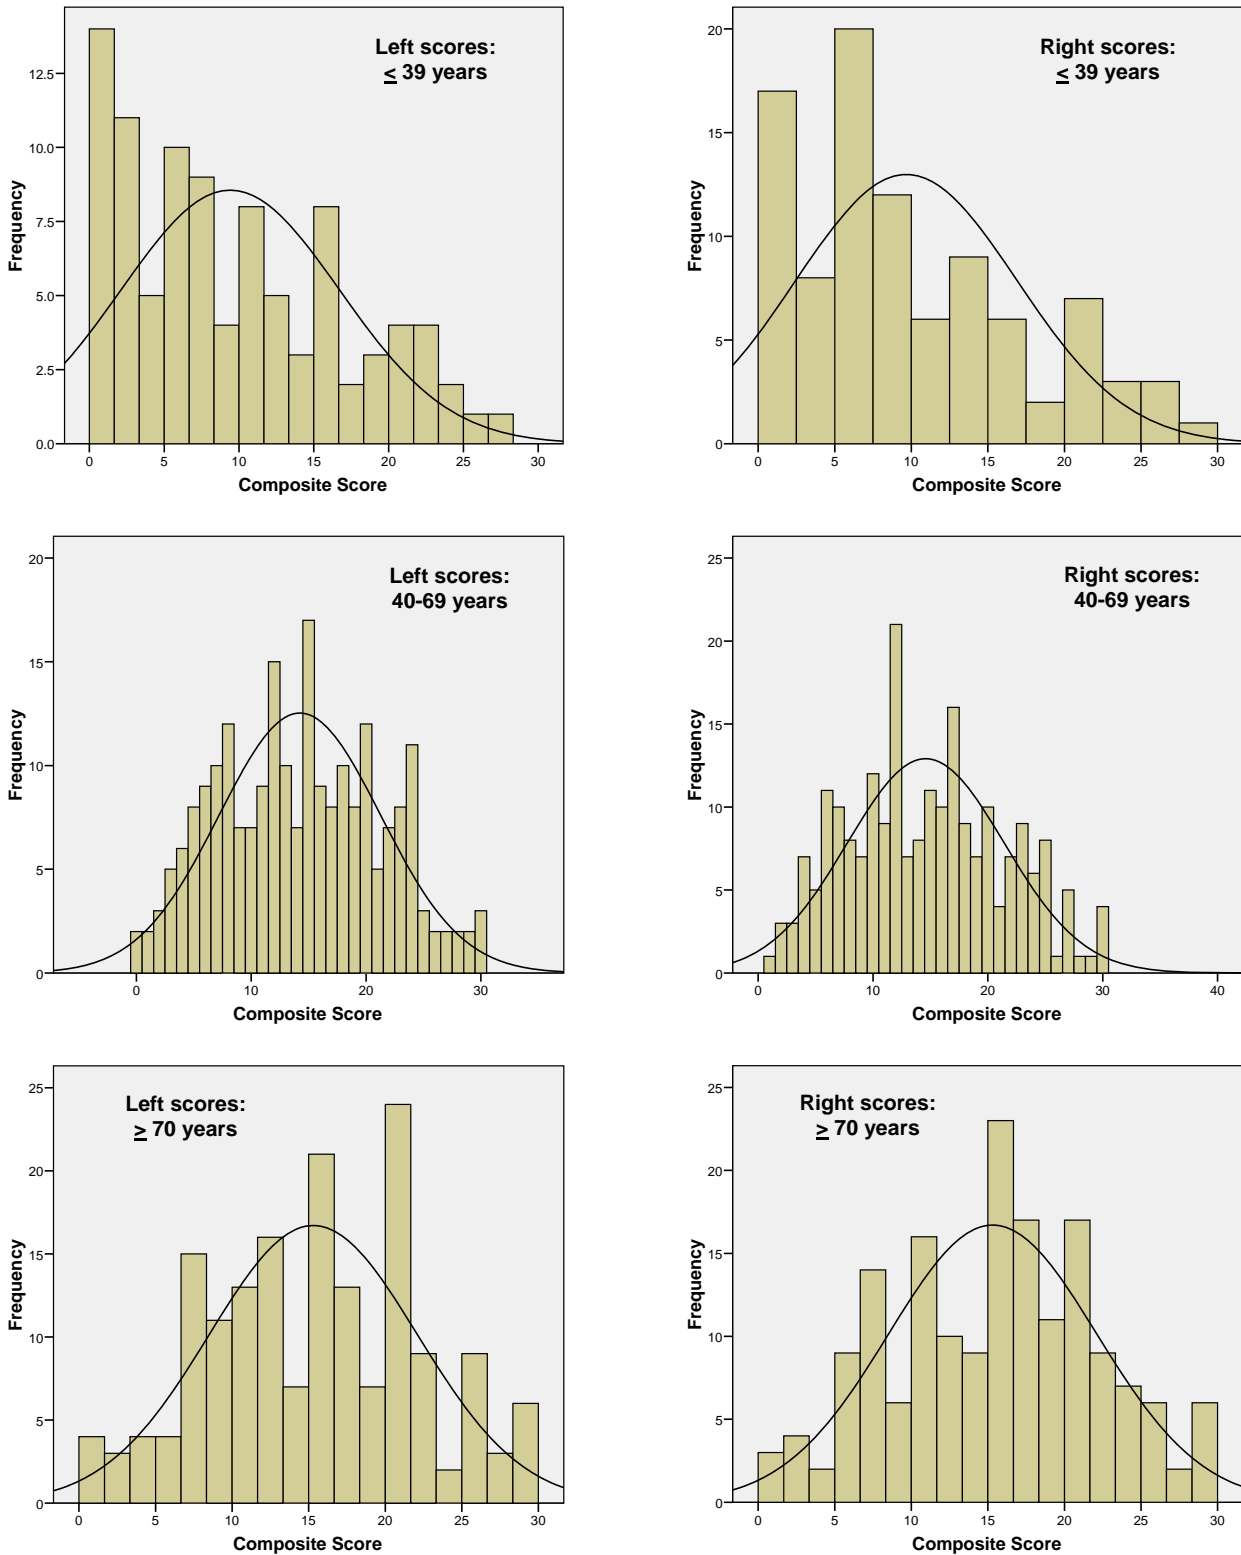 Left scores:
≤ 39 years
Frequency
12.5
10.0
7.5
5.0
2.5
0.0
0 5 10 15 20 25 30
Composite Score
Right scores:
≤ 39 years
Frequency
20
15
10
5
0
0 5 10 15 20 25 30
Composite Score
Left scores:
40-69 years
Frequency
20
15
10
5
0
0 10 20 30
Composite Score
Right scores:
40-69 years
Frequency
25
20
15
10
5
0
0 10 20 30 40
Composite Score
Left scores:
≥ 70 years
Frequency
25
20
15
10
5
0
0 5 10 15 20 25 30
Composite Score
Right scores:
≥ 70 years
Frequency
25
20
15
10
5
0
0 5 10 15 20 25 30
Composite Score